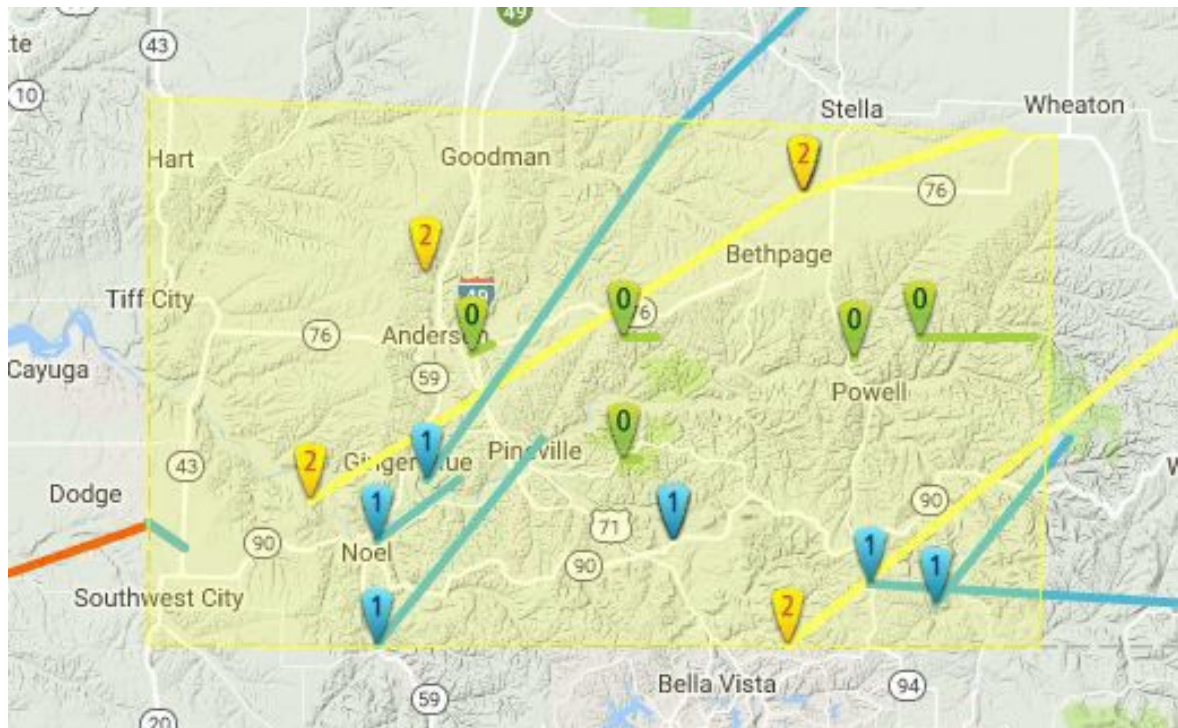 49
tte
43
10
Stella
Wheaton
Hart
Goodman
2
76
2
Bethpage
Tiff City
0
0
0
0
76
76
Anderson
Cayuga
59
Powell
0
1
Pineville
2
43
Dodge
1
1
90
71
90
Noel
90
1
1
Southwest City
1
2
Bella Vista
94
59
20